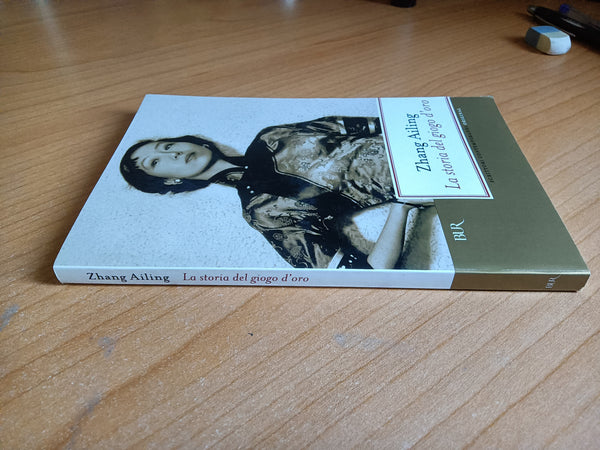 Zhang Ailing
La storia del giogo d'oro
BUR
Zhang Ailing La storia del giogo d'oro
BUR